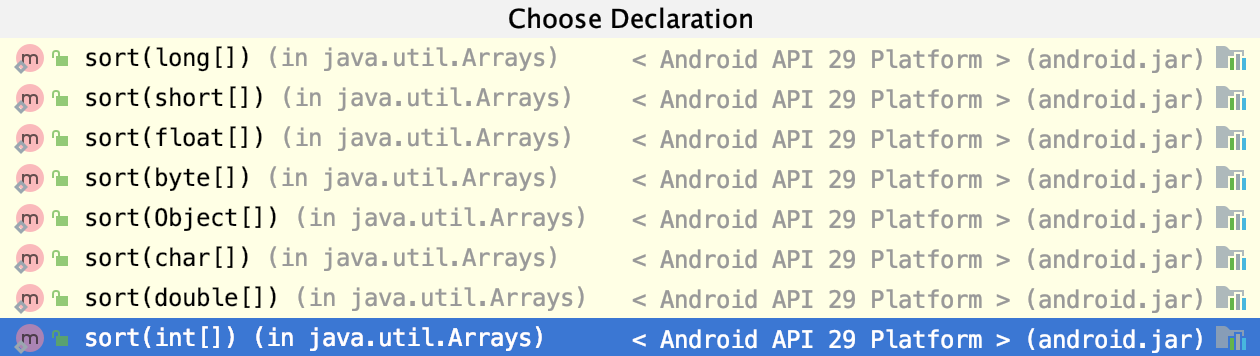 Choose Declaration
m sort(long[]) (in java.util.Arrays) < Android API 29 Platform > (android.jar)
m sort(short[]) (in java.util.Arrays) < Android API 29 Platform > (android.jar)
m sort(float[]) (in java.util.Arrays) < Android API 29 Platform > (android.jar)
m sort(byte[]) (in java.util.Arrays) < Android API 29 Platform > (android.jar)
m sort(Object[]) (in java.util.Arrays) < Android API 29 Platform > (android.jar)
m sort(char[]) (in java.util.Arrays) < Android API 29 Platform > (android.jar)
m sort(double[]) (in java.util.Arrays) < Android API 29 Platform > (android.jar)
m sort(int[]) (in java.util.Arrays) < Android API 29 Platform > (android.jar)